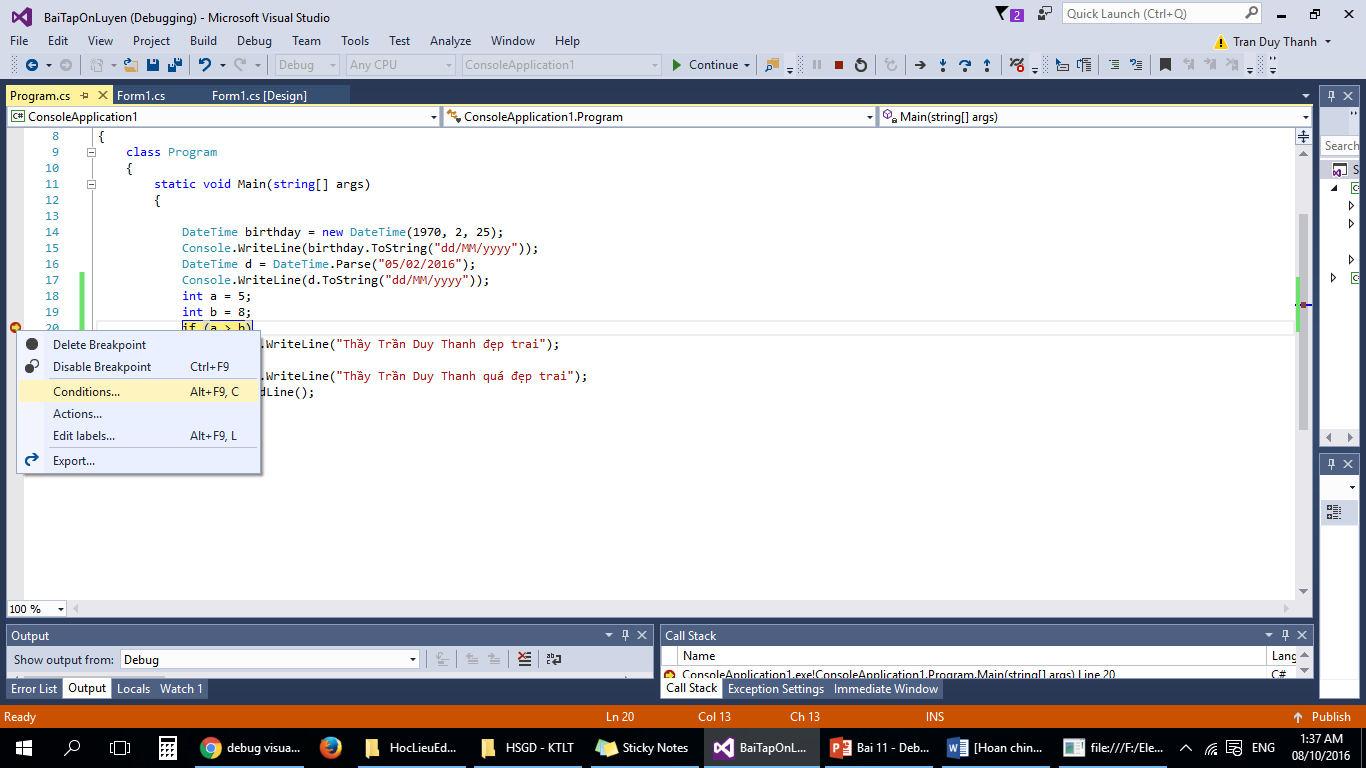 BaiTapOnLuyen (Debugging) - Microsoft Visual Studio
2
Quick Launch (Ctrl+Q)
File Edit View Project Build Debug Team Tools Test Analyze Window Help
Tran Duy Thanh
Debug Any CPU ConsoleApplication1 Continue
Program.cs Form1.cs Form1.cs [Design]
C# ConsoleApplication1 ConsoleApplication1.Program Main(string[] args)
8 {
9 class Program
10 {
11 static void Main(string[] args)
12 {
13
14 DateTime birthday = new DateTime(1970, 2, 25);
15 Console.WriteLine(birthday.ToString("dd/MM/yyyy"));
16 DateTime d = DateTime.Parse("05/02/2016");
17 Console.WriteLine(d.ToString("dd/MM/yyyy"));
18 int a = 5;
19 int b = 8;
20 if (a > b)
.WriteLine("Thầy Trần Duy Thanh đẹp trai");
.WriteLine("Thầy Trần Duy Thanh quá đẹp trai");
dLine();
Delete Breakpoint
Disable Breakpoint Ctrl+F9
Conditions... Alt+F9, C
Actions...
Edit labels... Alt+F9, L
Export...
Search
100 %
Output
Show output from: Debug
Error List Output Locals Watch 1
Call Stack
Name Lang
ConsoleApplication1.exe!ConsoleApplication1.Program.Main(string[] args) Line 20 C#
Call Stack Exception Settings Immediate Window
Ready Ln 20 Col 13 Ch 13 INS Publish
debug visua... HocLieuEd... HSGD - KTLT Sticky Notes BaiTapOnL... Bai 11 - Deb... [Hoan chin... file:///F:/Ele... ENG
1:37 AM
08/10/2016